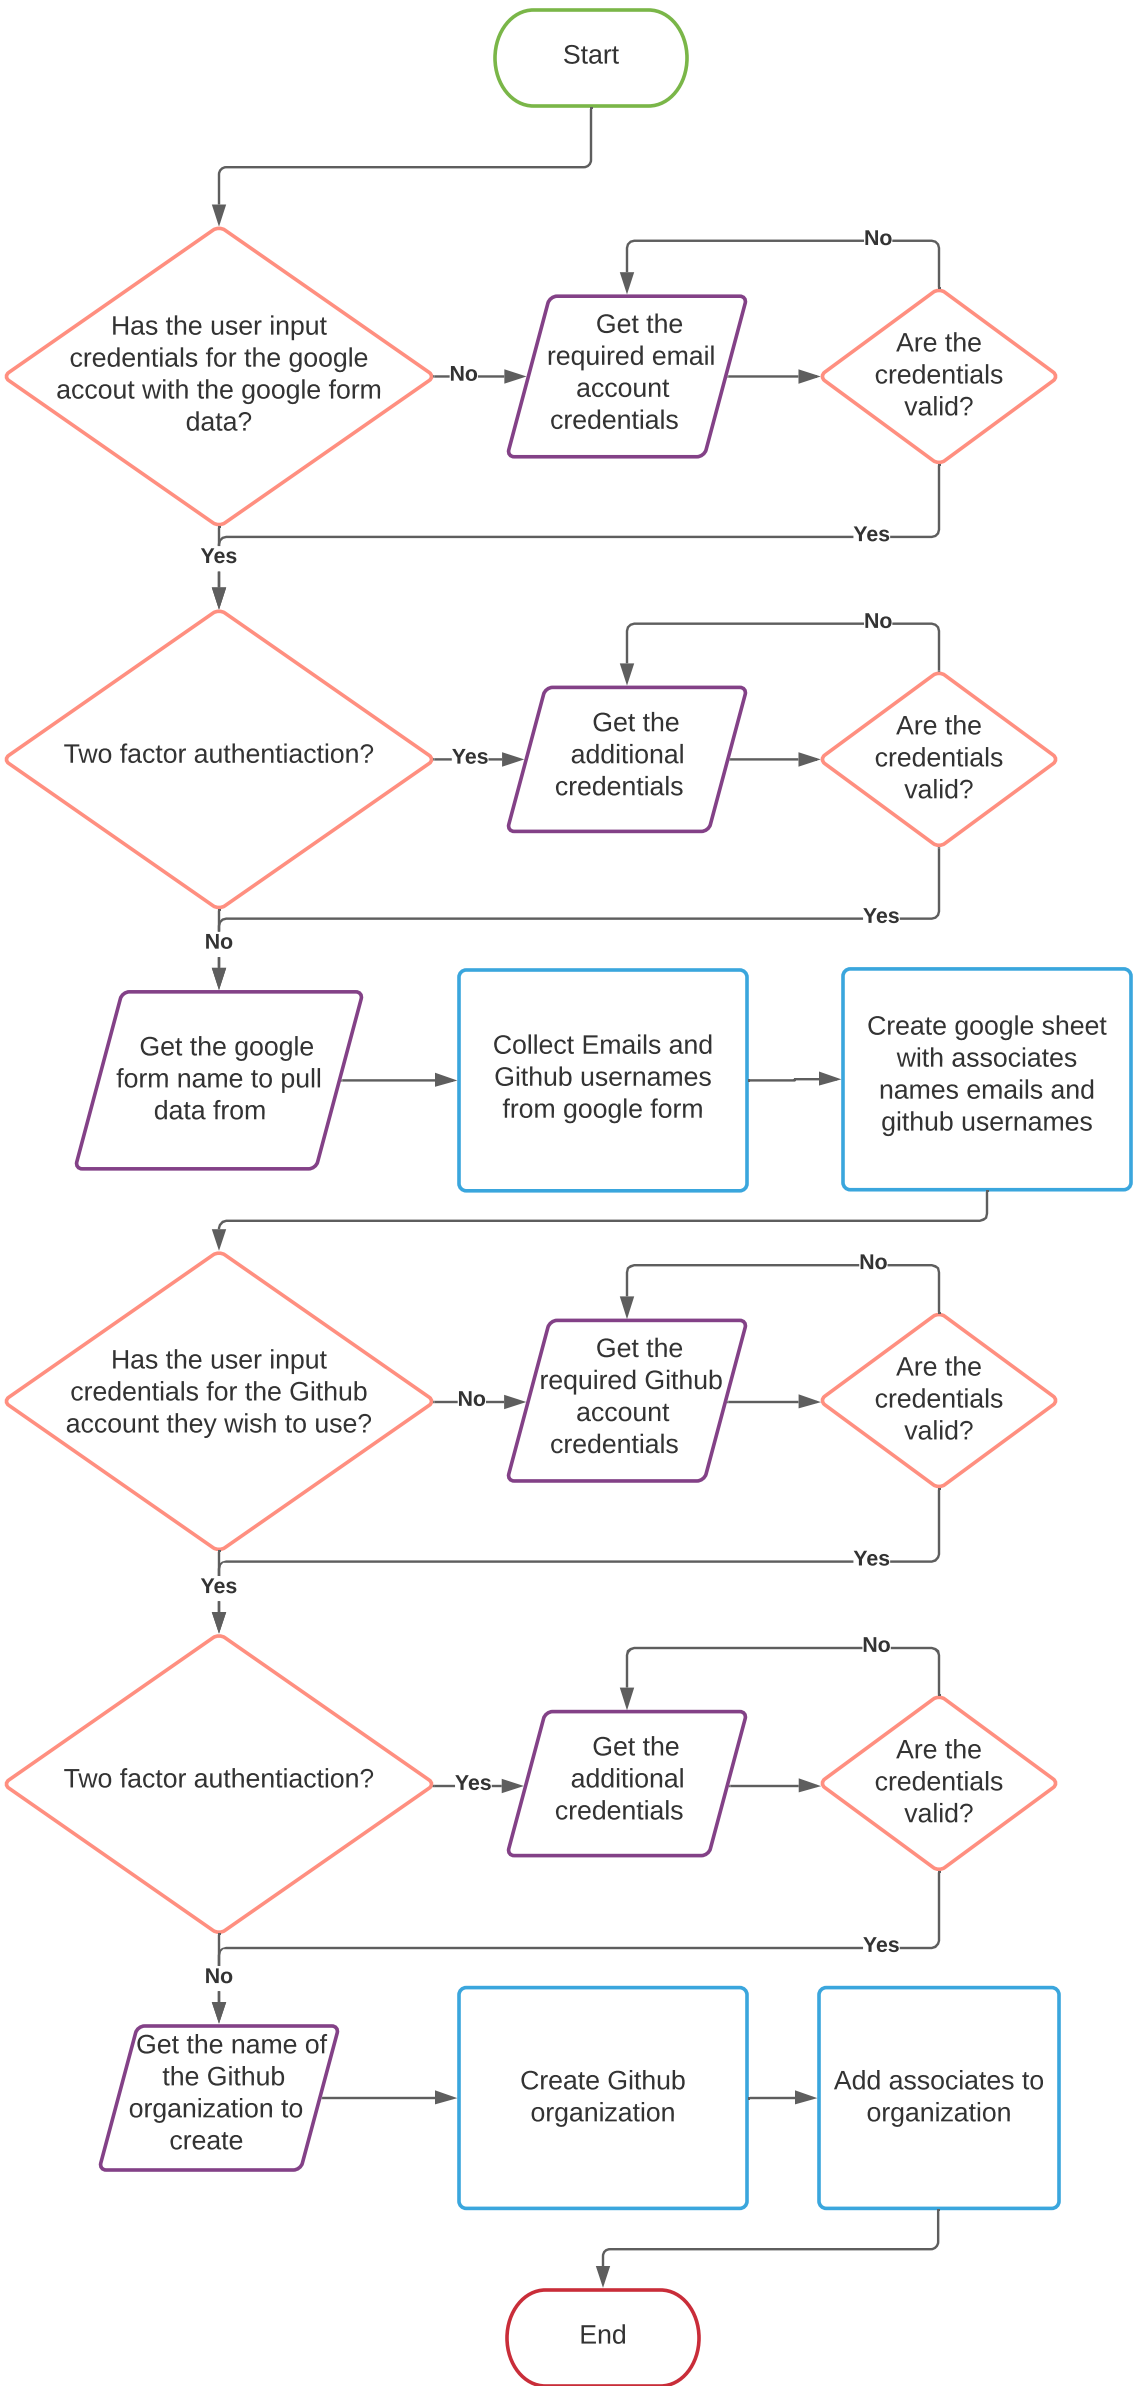 Start
Has the user input
credentials for the google
accout with the google form
data?
No
Get the
required email
account
credentials
No
Are the
credentials
valid?
Yes
Yes
Two factor authentiaction?
Yes
Get the
additional
credentials
No
Are the
credentials
valid?
Yes
No
Get the google
form name to pull
data from
Collect Emails and
Github usernames
from google form
Create google sheet
with associates
names emails and
github usernames
Has the user input
credentials for the Github
account they wish to use?
No
Get the
required Github
account
credentials
No
Are the
credentials
valid?
Yes
Yes
Two factor authentiaction?
Yes
Get the
additional
credentials
No
Are the
credentials
valid?
Yes
No
Get the name of
the Github
organization to
create
Create Github
organization
Add associates to
organization
End